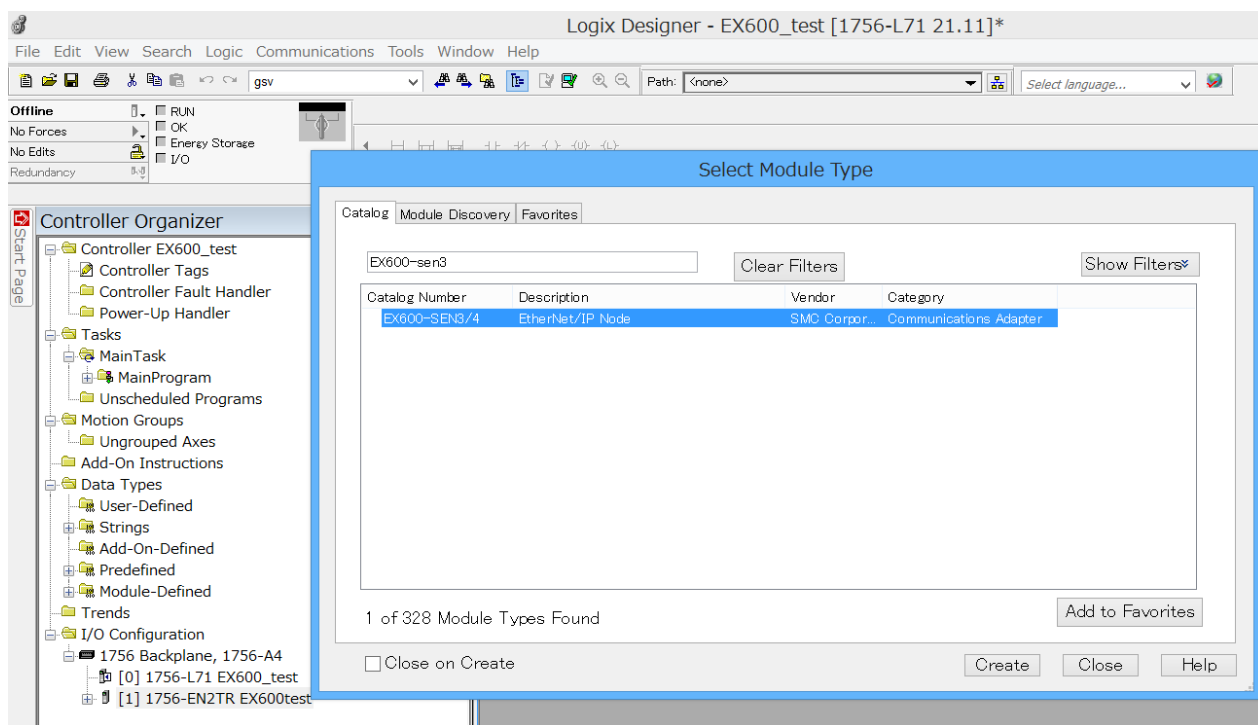 Logix Designer - EX600_test [1756-L71 21.11]*
File Edit View Search Logic Communications Tools Window Help
gsv Path: <none> Select language...
Offline RUN
No Forces OK
No Edits Energy Storage
Redundancy I/O
Select Module Type
Start Page
Controller Organizer
Controller EX600_test
Controller Tags
Controller Fault Handler
Power-Up Handler
Tasks
MainTask
MainProgram
Unscheduled Programs
Motion Groups
Ungrouped Axes
Add-On Instructions
Data Types
User-Defined
Strings
Add-On-Defined
Predefined
Module-Defined
Trends
I/O Configuration
1756 Backplane, 1756-A4
[0] 1756-L71 EX600_test
[1] 1756-EN2TR EX600test
Catalog Module Discovery Favorites
EX600-sen3 Clear Filters Show Filters
Catalog Number Description Vendor Category
EX600-SEN3/4 EtherNet/IP Node SMC Corpor... Communications Adapter
1 of 328 Module Types Found Add to Favorites
Close on Create Create Close Help